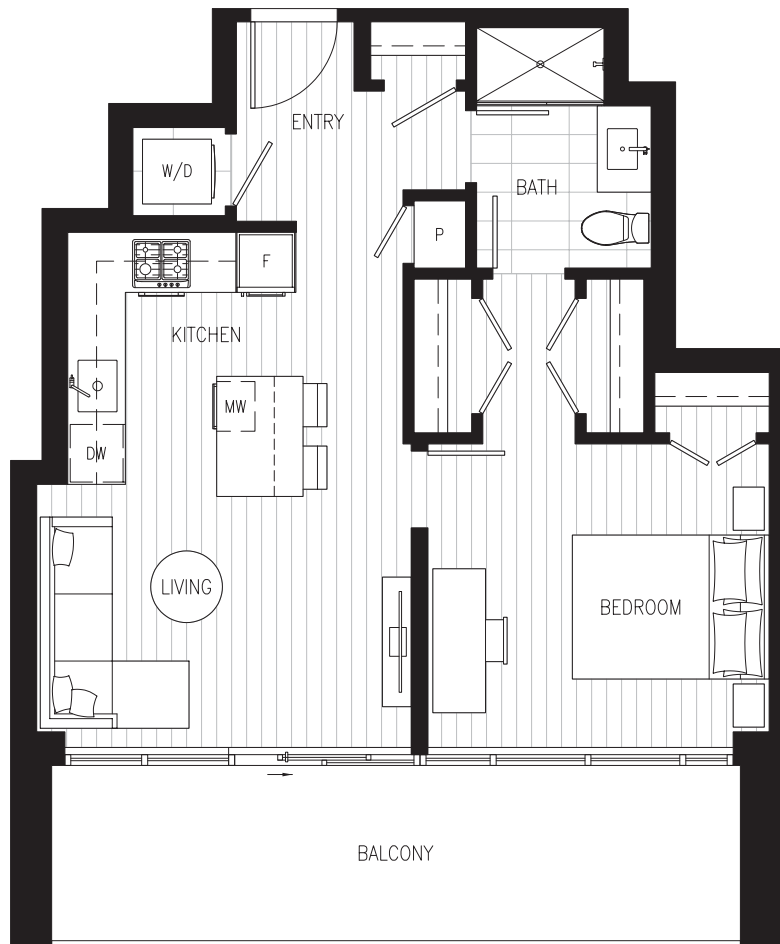 ENTRY
W/D
BATH
P
F
KITCHEN
MW
DW
LIVING
BEDROOM
BALCONY